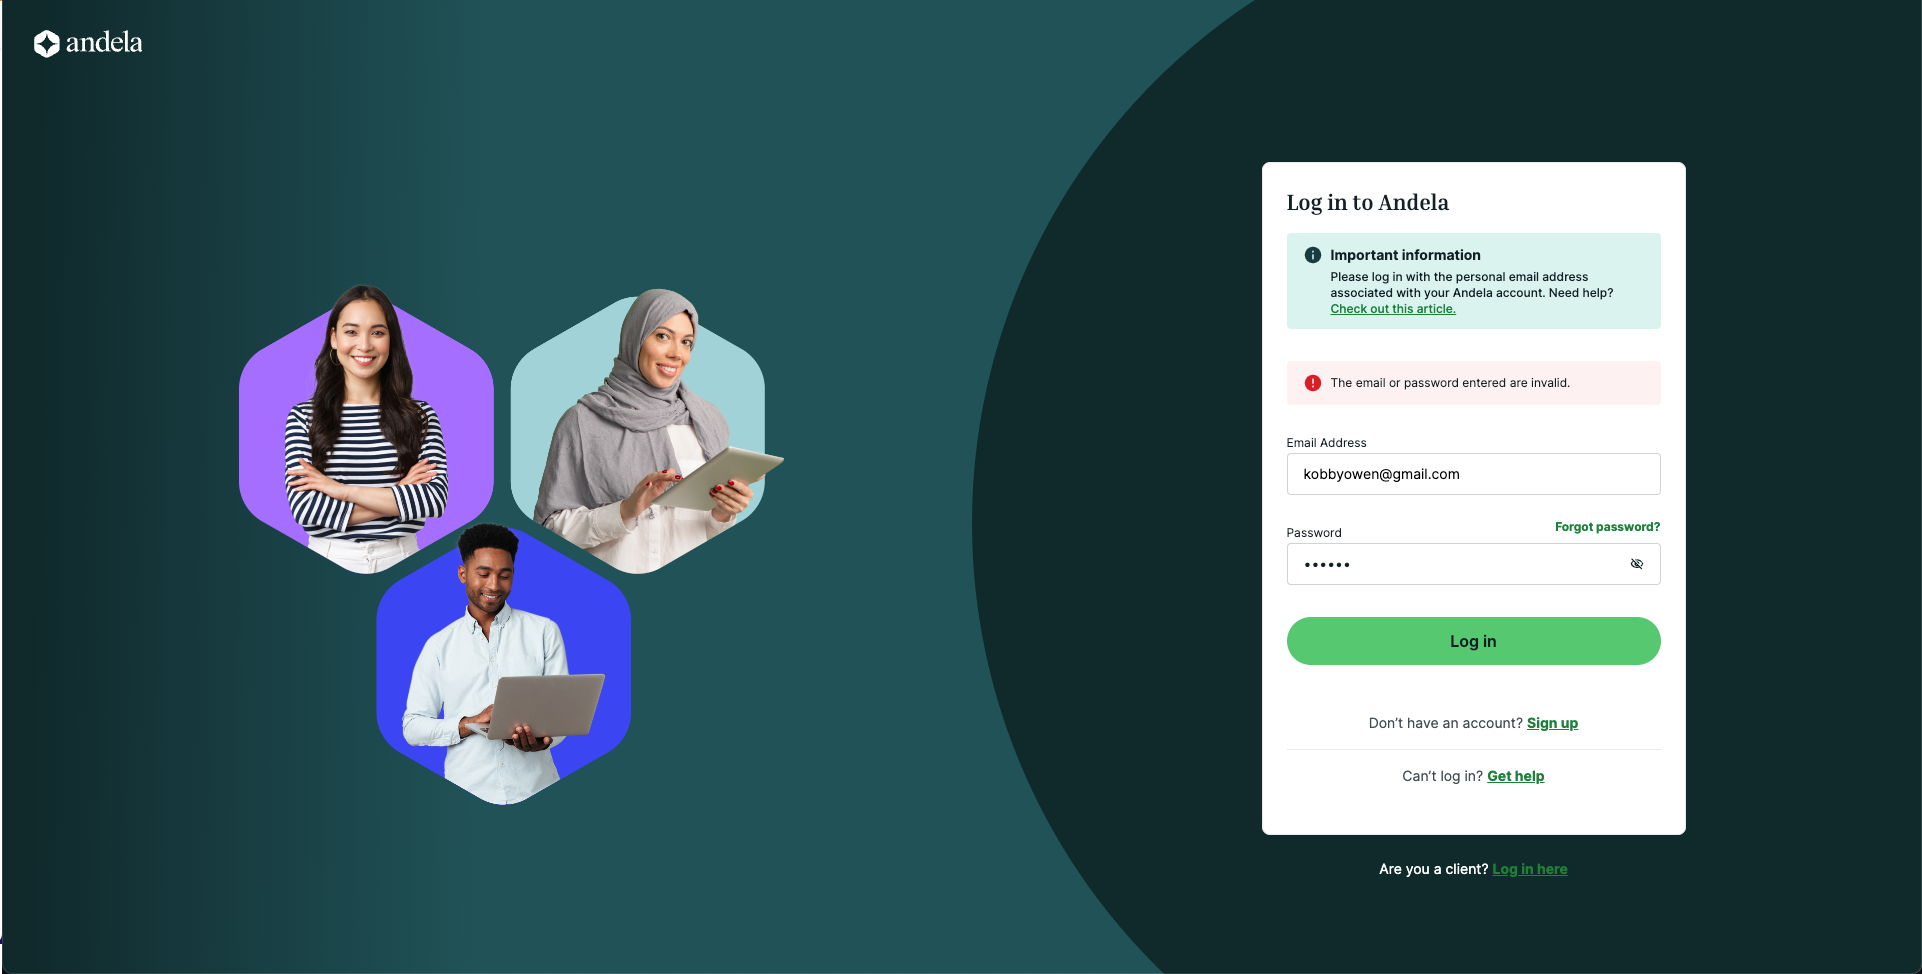 andela
Log in to Andela
Important information
Please log in with the personal email address
associated with your Andela account. Need help?
Check out this article.
The email or password entered are invalid.
Email Address
kobbyowen@gmail.com
Forgot password?
Password
••••••
Log in
Don’t have an account? Sign up
Can’t log in? Get help
Are you a client? Log in here